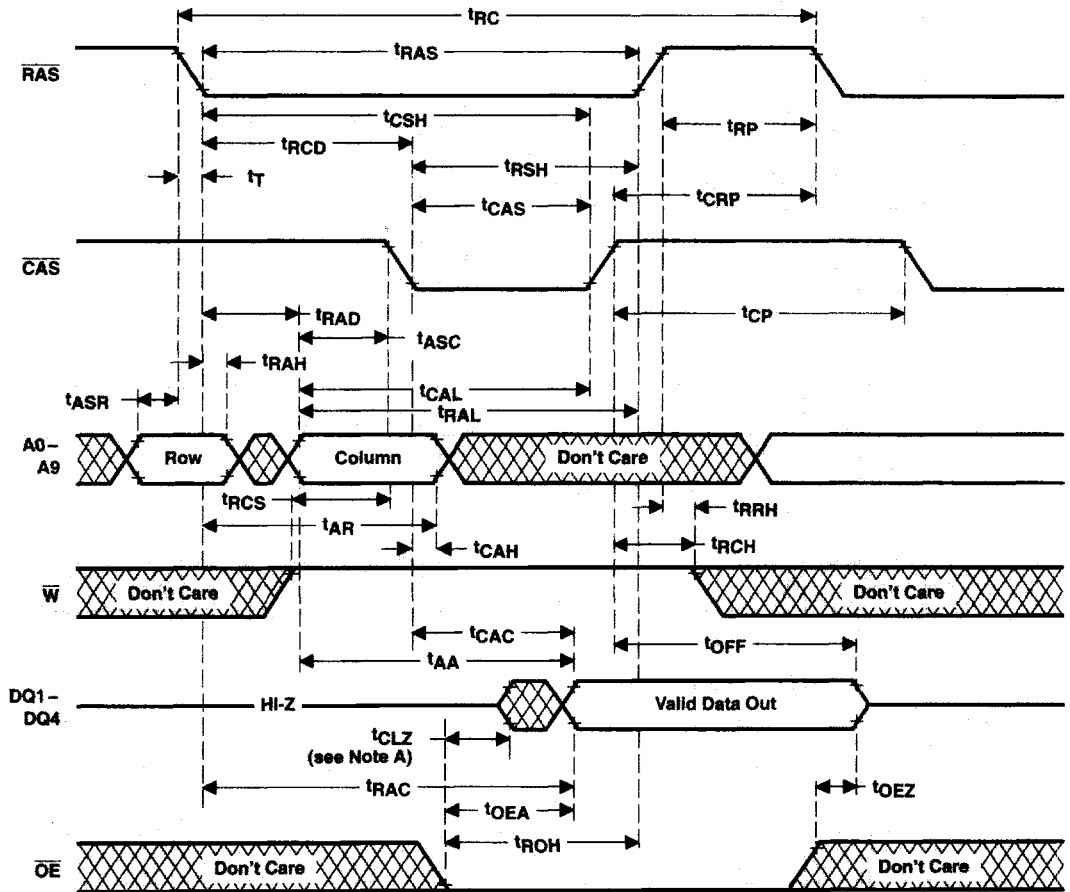 tRC
tRAS
RAS
tCSH
tRP
tRCD
tRSH
tT
tCRP
tCAS
CAS
tRAD
tCP
tASC
tRAH
tCAL
tASR
tRAL
A0–
A9
Row
Column
Don't Care
tRCS
tRRH
tAR
tRCH
tCAH
W
Don't Care
Don't Care
tCAC
tOFF
tAA
DQ1–
DQ4
HI-Z
Valid Data Out
tCLZ
(see Note A)
tRAC
tOEZ
tOEA
tROH
OE
Don't Care
Don't Care